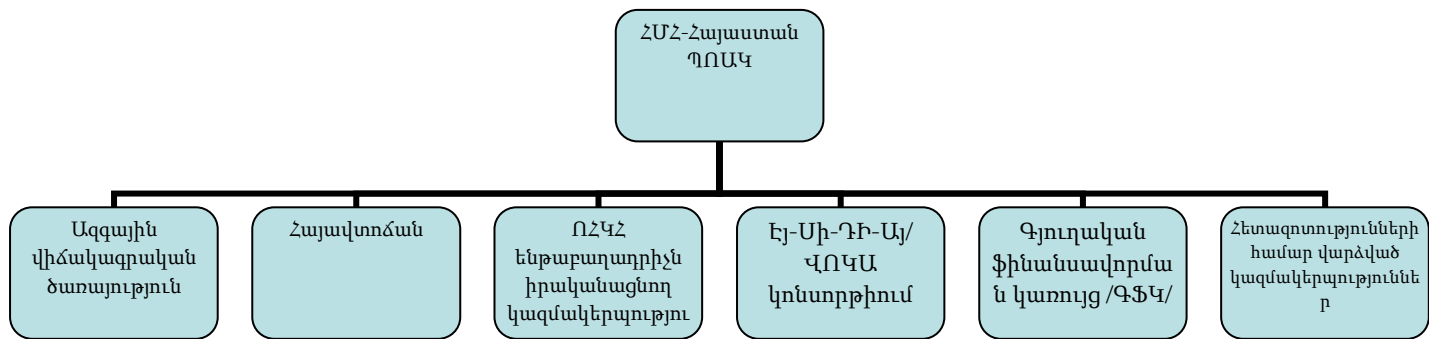 ՀՄՀ-Հայաստան
ՊՈԱԿ
Ազգային
վիճակագրական
ծառայություն
Հայավտոճան
ՈՀԿՀ
ենթաբաղադրիչն
իրականացնող
կազմակերպությու
Էյ-Սի-ԴԻ-Այ/
ՎՈԿԱ
կոնսորթիում
Գյուղական
ֆինանսավորմա
ն կառույց /ԳՖԿ/
Հետազոտությունների
համար վարձված
կազմակերպություննե
ր